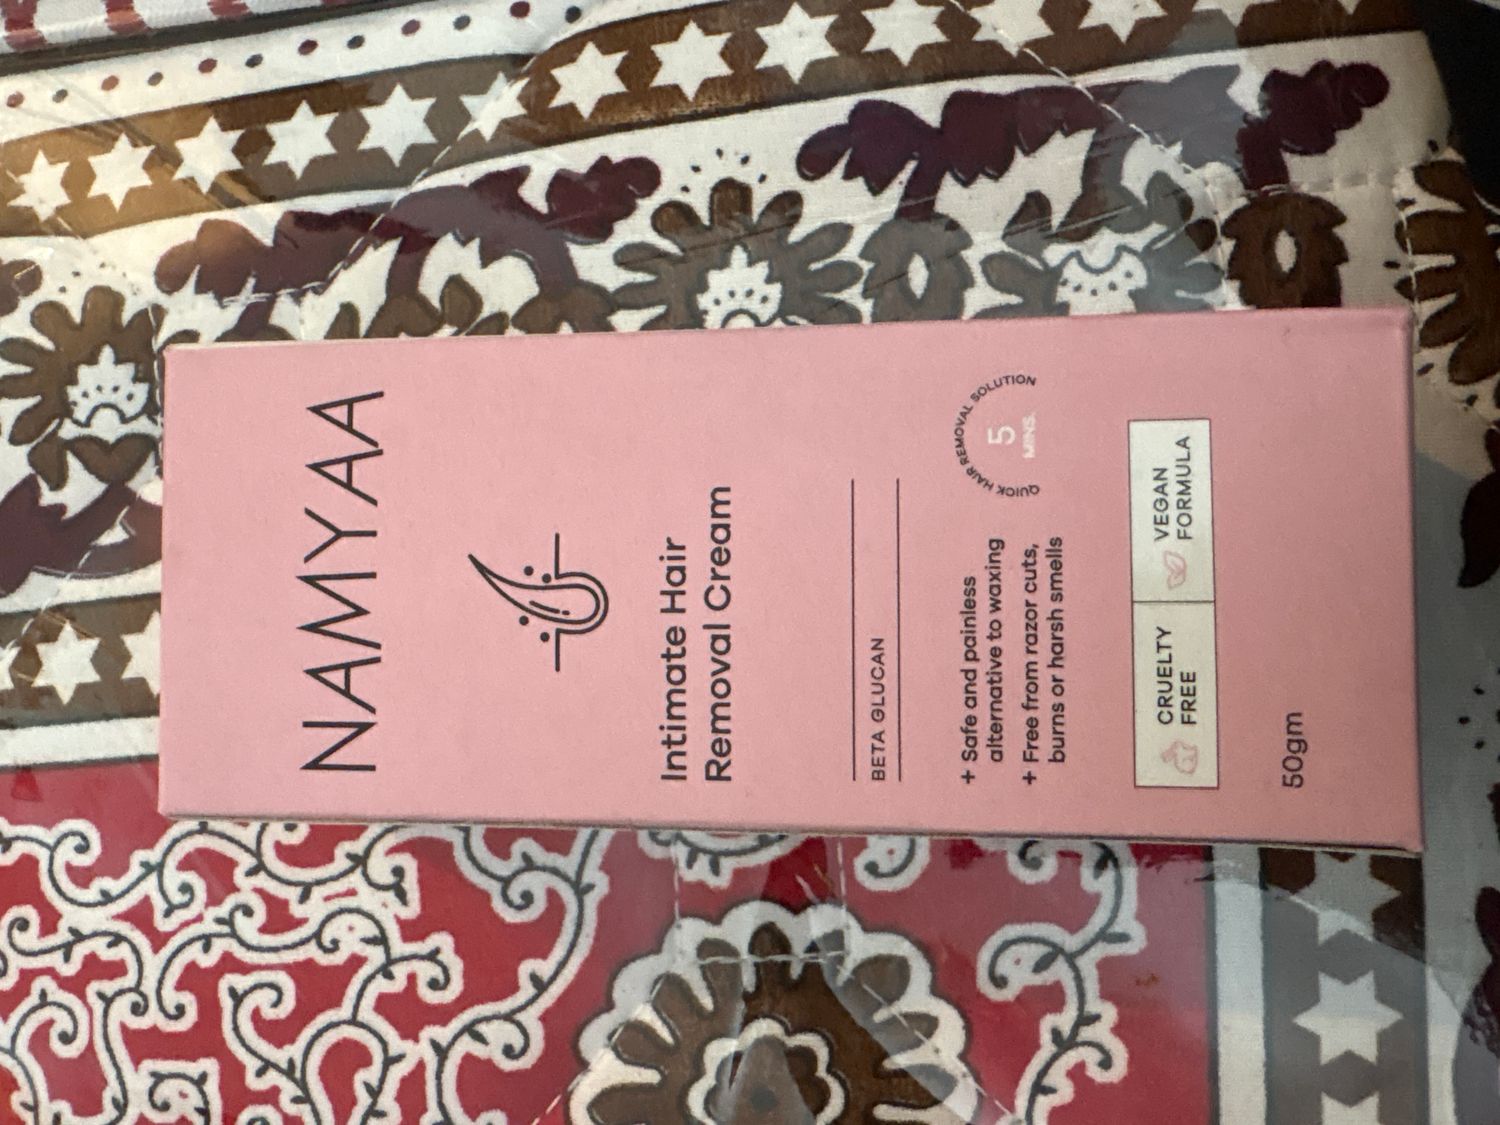 NAMYAA
Intimate Hair
Removal Cream
BETA GLUCAN
+ Safe and painless
alternative to waxing
+ Free from razor cuts,
burns or harsh smells
QUICK HAIR REMOVAL SOLUTION
5
MINS.
CRUELTY
FREE
VEGAN
FORMULA
50gm